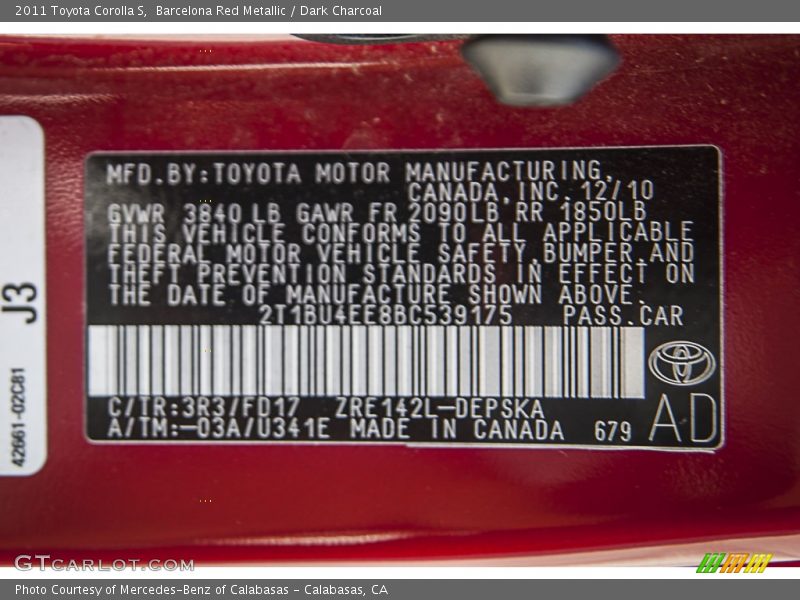 2011 Toyota Corolla S, Barcelona Red Metallic / Dark Charcoal
MFD.BY:TOYOTA MOTOR MANUFACTURING,
CANADA,INC.12/10
GVWR 3840 LB GAWR FR 2090LB RR 1850LB
THIS VEHICLE CONFORMS TO ALL APPLICABLE
FEDERAL MOTOR VEHICLE SAFETY,BUMPER,AND
THEFT PREVENTION STANDARDS IN EFFECT ON
THE DATE OF MANUFACTURE SHOWN ABOVE.
2T1BU4EE8BC539175 PASS.CAR
C/TR:3R3/FD17 ZRE142L-DEPSKA
A/TM:-03A/U341E MADE IN CANADA 679
AD
J3
42661-02C81
GTCARLOT.COM
Photo Courtesy of Mercedes-Benz of Calabasas - Calabasas, CA